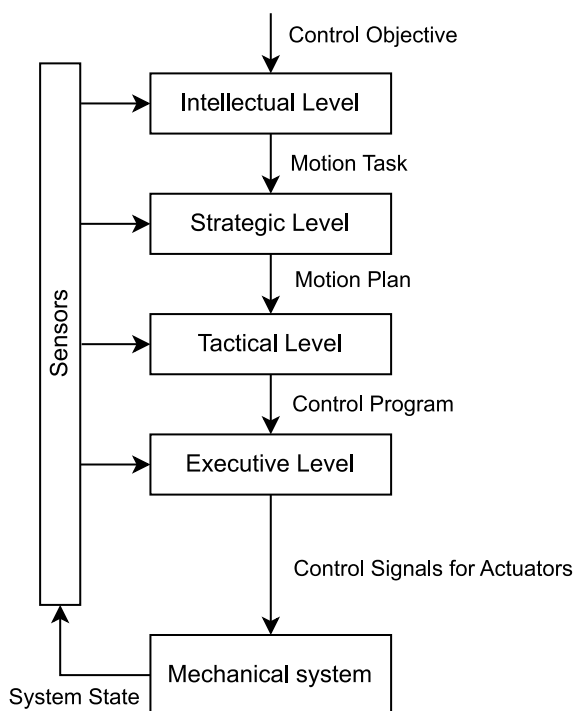 Control Objective
Intellectual Level
Motion Task
Strategic Level
Motion Plan
Sensors
Tactical Level
Control Program
Executive Level
Control Signals for Actuators
Mechanical system
System State